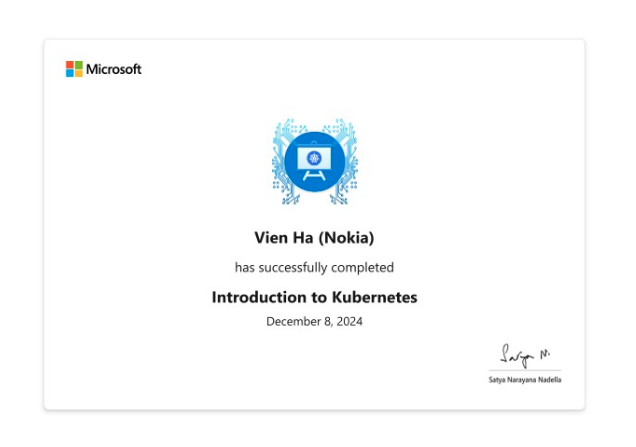 Microsoft
Vien Ha (Nokia)
has successfully completed
Introduction to Kubernetes
December 8, 2024
Satya N.
Satya Narayana Nadella